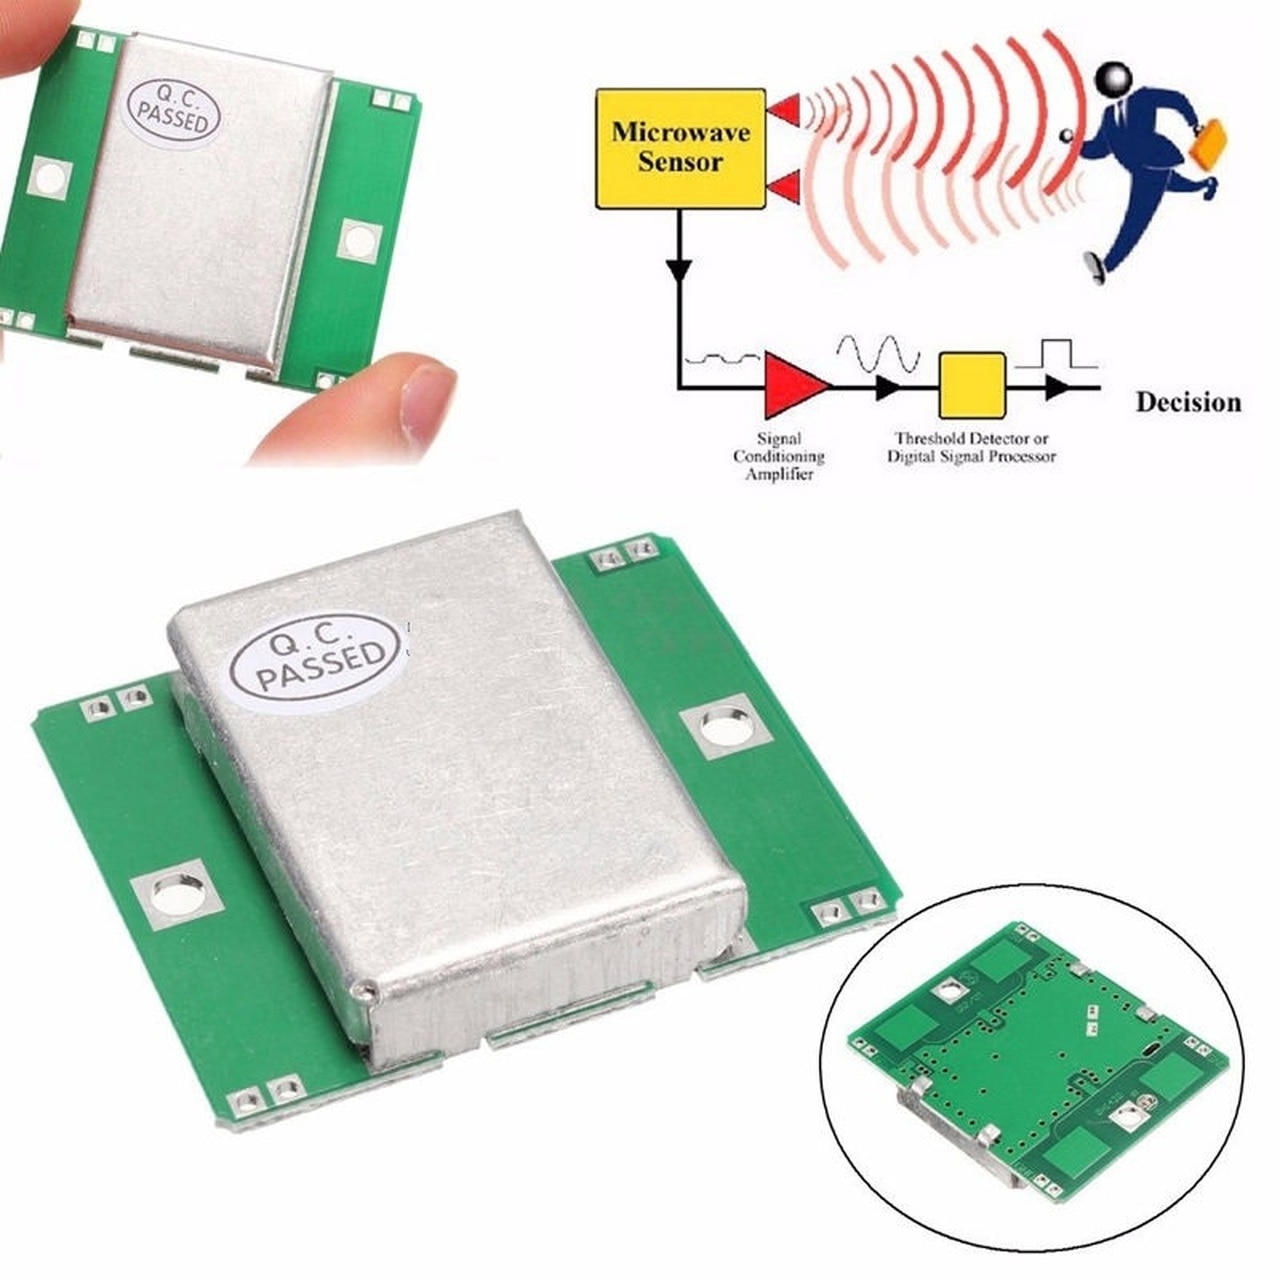 Q.C.
PASSED
Microwave
Sensor
Decision
Signal
Conditioning
Amplifier
Threshold Detector or
Digital Signal Processor
Q.C.
PASSED